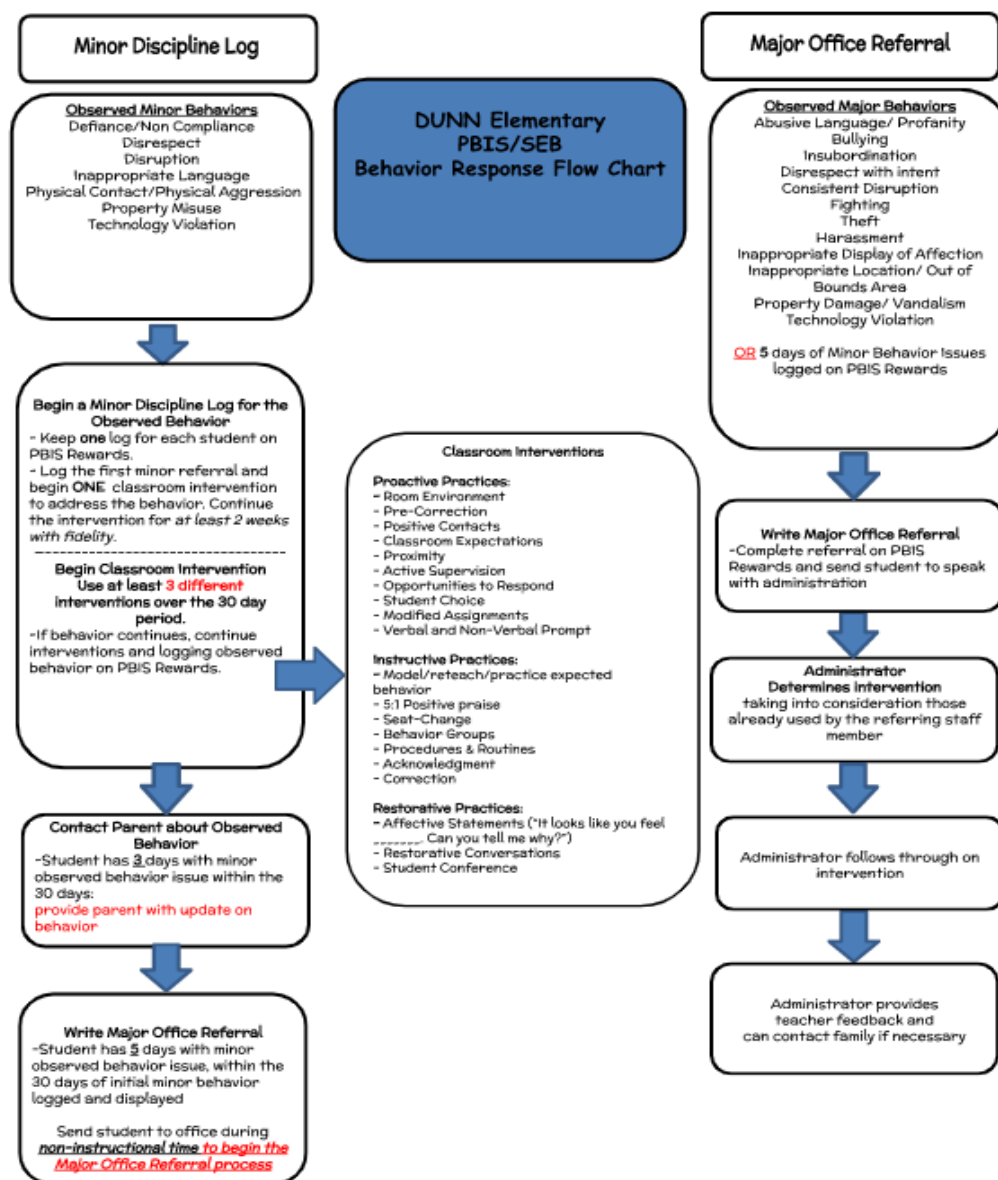 Minor Discipline Log
Observed Minor Behaviors
Defiance/Non Compliance
Disrespect
Disruption
Inappropriate Language
Physical Contact/Physical Aggression
Property Misuse
Technology Violation
Begin a Minor Discipline Log for the
Observed Behavior
- Keep one log for each student on
PBIS Rewards.
- Log the first minor referral and
begin ONE classroom intervention
to address the behavior. Continue
the intervention for at least 2 weeks
with fidelity.
Begin Classroom Intervention
Use at least 3 different
interventions over the 30 day
period.
-If behavior continues, continue
interventions and logging observed
behavior on PBIS Rewards.
Contact Parent about Observed
Behavior
-Student has 3 days with minor
observed behavior issue within the
30 days:
provide parent with update on
behavior
Write Major Office Referral
-Student has 5 days with minor
observed behavior issue, within the
30 days of initial minor behavior
logged and displayed
Send student to office during
non-instructional time to begin the
Major Office Referral process
DUNN Elementary
PBIS/SEB
Behavior Response Flow Chart
Classroom Interventions
Proactive Practices:
- Room Environment
- Pre-Correction
- Positive Contacts
- Classroom Expectations
- Proximity
- Active Supervision
- Opportunities to Respond
- Student Choice
- Modified Assignments
- Verbal and Non-Verbal Prompt
Instructive Practices:
- Model/reteach/practice expected
behavior
- 5:1 Positive praise
- Seat-Change
- Behavior Groups
- Procedures & Routines
- Acknowledgment
- Correction
Restorative Practices:
- Affective Statements ("It looks like you feel
_______. Can you tell me why?")
- Restorative Conversations
- Student Conference
Major Office Referral
Observed Major Behaviors
Abusive Language/ Profanity
Bullying
Insubordination
Disrespect with intent
Consistent Disruption
Fighting
Theft
Harassment
Inappropriate Display of Affection
Inappropriate Location/ Out of
Bounds Area
Property Damage/ Vandalism
Technology Violation
OR 5 days of Minor Behavior Issues
logged on PBIS Rewards
Write Major Office Referral
-Complete referral on PBIS
Rewards and send student to speak
with administration
Administrator
Determines intervention
taking into consideration those
already used by the referring staff
member
Administrator follows through on
intervention
Administrator provides
teacher feedback and
can contact family if necessary